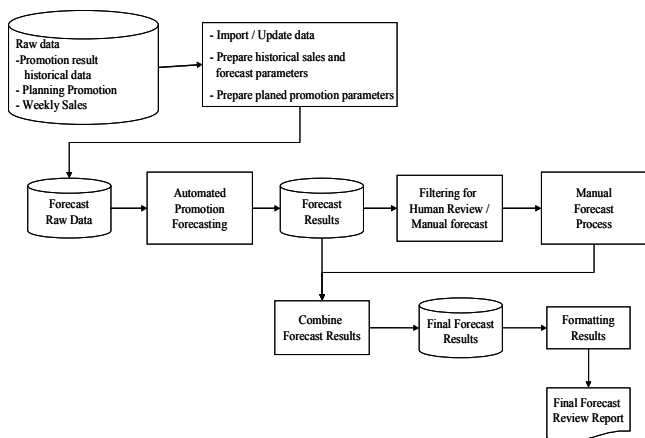 Raw data
-Promotion result
historical data
- Planning Promotion
- Weekly Sales
- Import / Update data
- Prepare historical sales and
forecast parameters
- Prepare planed promotion parameters
Forecast
Raw Data
Automated
Promotion
Forecasting
Forecast
Results
Filtering for
Human Review /
Manual forecast
Manual
Forecast
Process
Combine
Forecast Results
Final Forecast
Results
Formatting
Results
Final Forecast
Review Report